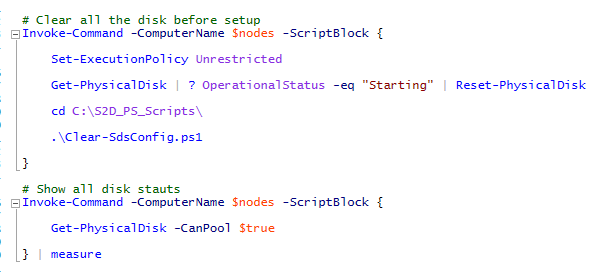 # Clear all the disk before setup
Invoke-Command -ComputerName $nodes -ScriptBlock {
Set-ExecutionPolicy Unrestricted
Get-PhysicalDisk | ? OperationalStatus -eq "Starting" | Reset-PhysicalDisk
cd C:\S2D_PS_Scripts\
.\Clear-SdsConfig.ps1
}
# Show all disk stauts
Invoke-Command -ComputerName $nodes -ScriptBlock {
Get-PhysicalDisk -CanPool $true
} | measure